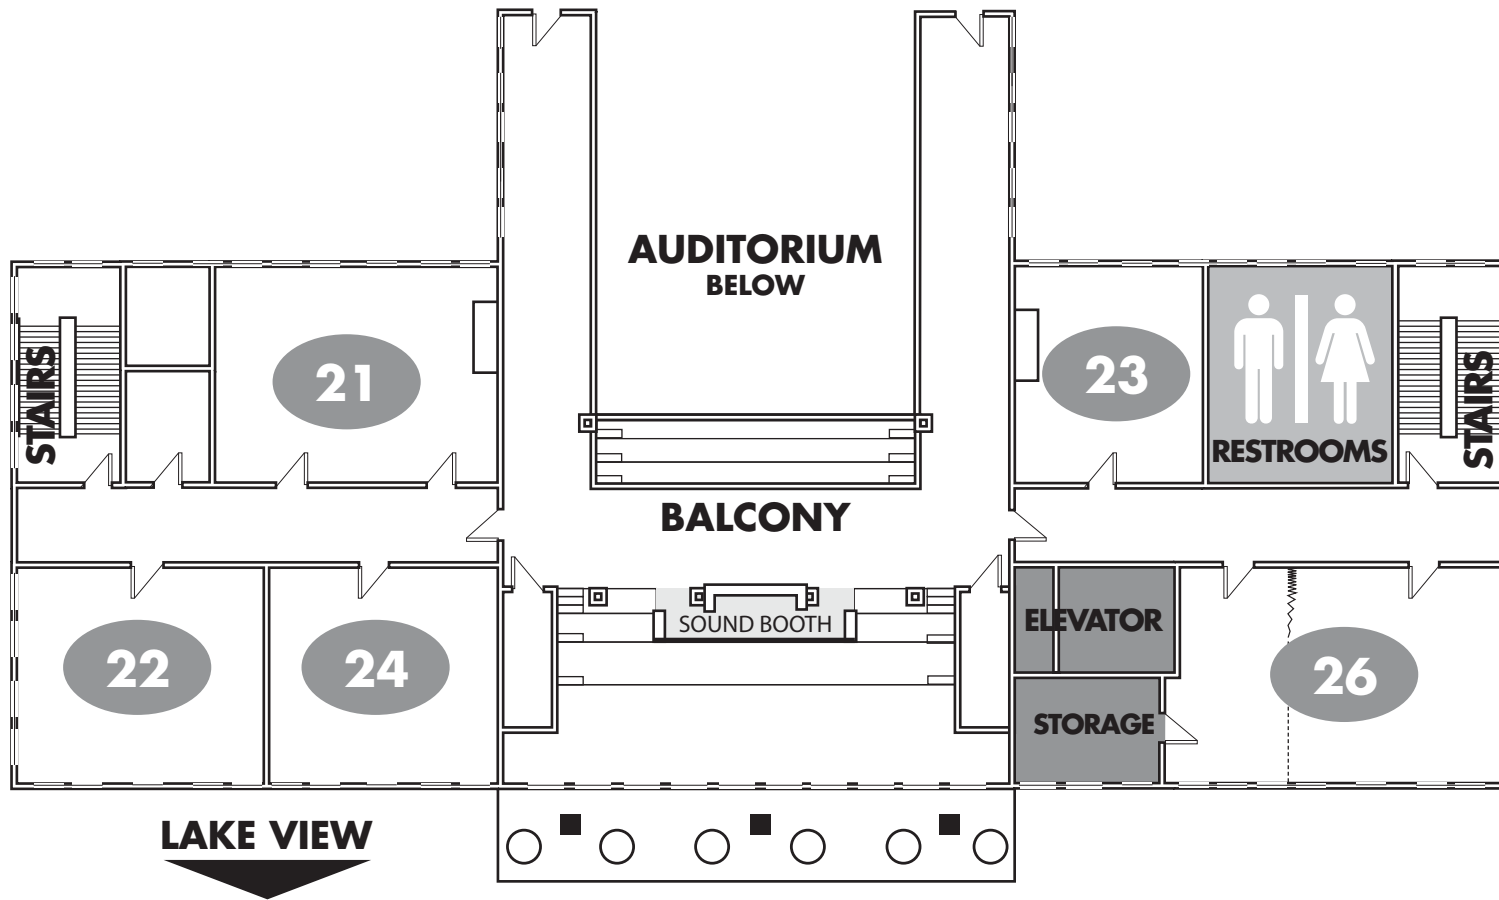 AUDITORIUM
BELOW
STAIRS
21
23
RESTROOMS
STAIRS
BALCONY
ELEVATOR
SOUND BOOTH
22
24
26
STORAGE
LAKE VIEW